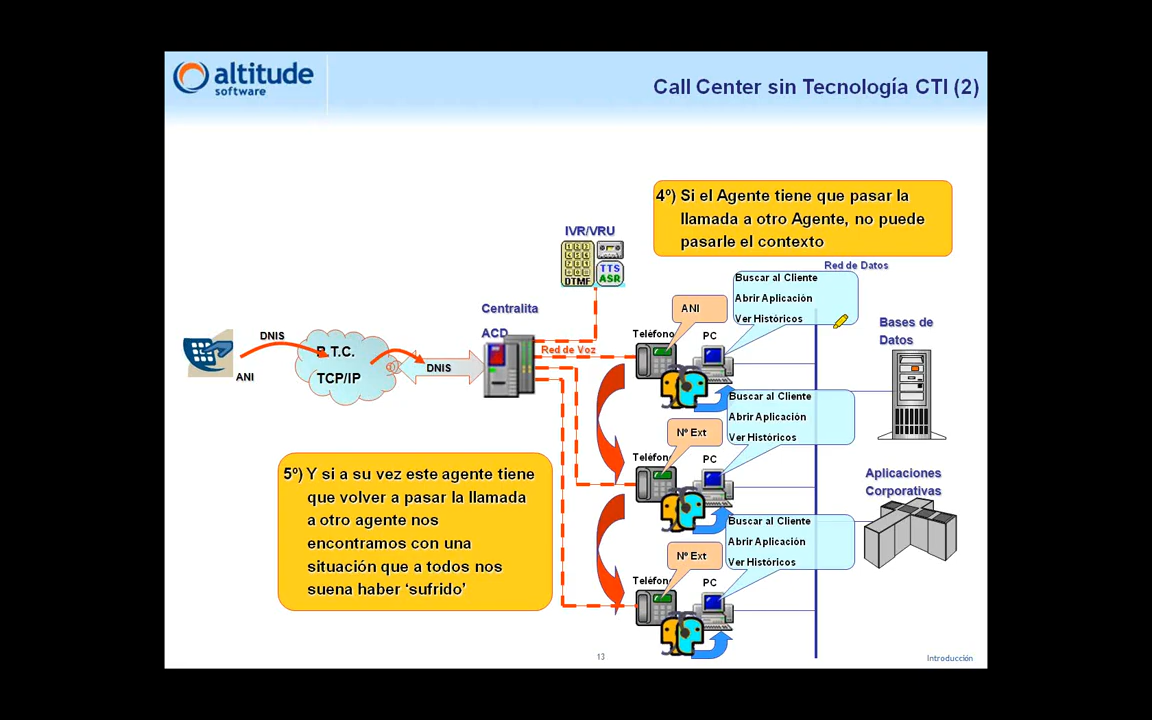 altitude
software
Call Center sin Tecnología CTI (2)
4º) Si el Agente tiene que pasar la
llamada a otro Agente, no puede
pasarle el contexto
IVR/VRU
TTS
ASR
DTMF
Red de Datos
Buscar al Cliente
Abrir Aplicación
Ver Históricos
ANI
Centralita
ACD
Red de Voz
Teléfono
PC
Bases de
Datos
DNIS
P.T.C.
TCP/IP
ANI
DNIS
Buscar al Cliente
Abrir Aplicación
Ver Históricos
Nº Ext
Teléfono
PC
Aplicaciones
Corporativas
5º) Y si a su vez este agente tiene
que volver a pasar la llamada
a otro agente nos
encontramos con una
situación que a todos nos
suena haber ‘sufrido’
Buscar al Cliente
Abrir Aplicación
Ver Históricos
Nº Ext
Teléfono
PC
13
Introducción